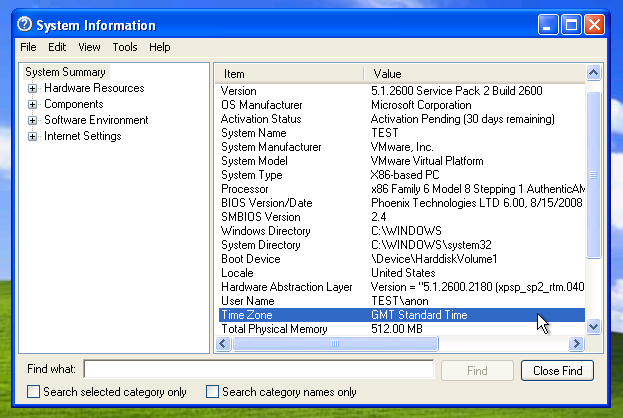 System Information
File Edit View Tools Help
System Summary
Hardware Resources
Components
Software Environment
Internet Settings
Item Value
Version 5.1.2600 Service Pack 2 Build 2600
OS Manufacturer Microsoft Corporation
Activation Status Activation Pending (30 days remaining)
System Name TEST
System Manufacturer VMware, Inc.
System Model VMware Virtual Platform
System Type X86-based PC
Processor x86 Family 6 Model 8 Stepping 1 AuthenticAM
BIOS Version/Date Phoenix Technologies LTD 6.00, 8/15/2008
SMBIOS Version 2.4
Windows Directory C:\WINDOWS
System Directory C:\WINDOWS\system32
Boot Device \Device\HarddiskVolume1
Locale United States
Hardware Abstraction Layer Version = "5.1.2600.2180 (xpsp_sp2_rtm.040
User Name TEST\anon
Time Zone GMT Standard Time
Total Physical Memory 512.00 MB
Find what: Find Close Find
Search selected category only Search category names only